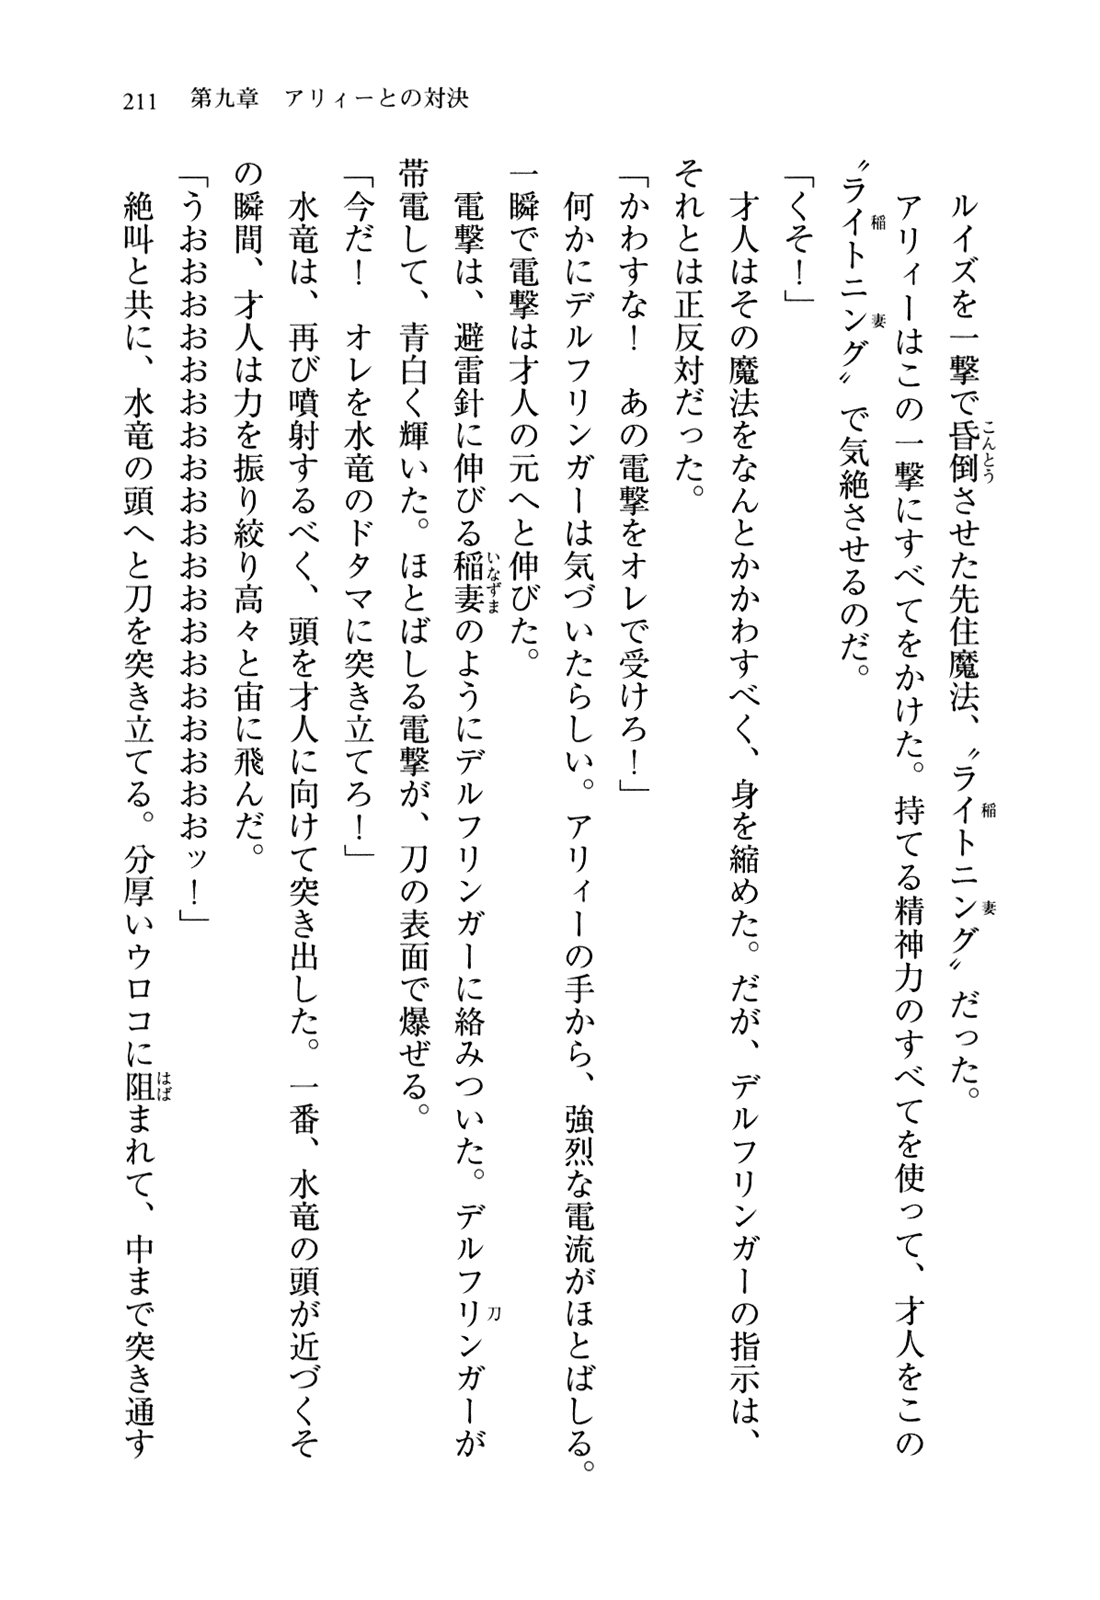 211　第九章　アリィーとの対決
　ルイズを一撃で昏倒させた先住魔法、〝ライトニング〟だった。
　アリィーはこの一撃にすべてをかけた。持てる精神力のすべてを使って、才人をこの
〝ライトニング〟で気絶させるのだ。
「くそ！」
　才人はその魔法をなんとかかわすべく、身を縮めた。だが、デルフリンガーの指示は、
それとは正反対だった。
「かわすな！　あの電撃をオレで受けろ！」
　何かにデルフリンガーは気づいたらしい。アリィーの手から、強烈な電流がほとばしる。
一瞬で電撃は才人の元へと伸びた。
　電撃は、避雷針に伸びる稲妻のようにデルフリンガーに絡みついた。デルフリンガーが
帯電して、青白く輝いた。ほとばしる電撃が、刀の表面で爆ぜる。
「今だ！　オレを水竜のドタマに突き立てろ！」
　水竜は、再び噴射するべく、頭を才人に向けて突き出した。一番、水竜の頭が近づくそ
の瞬間、才人は力を振り絞り高々と宙に飛んだ。
「うおおおおおおおおおおおおおおおおおおおおッ！」
　絶叫と共に、水竜の頭へと刀を突き立てる。分厚いウロコに阻まれて、中まで突き通す